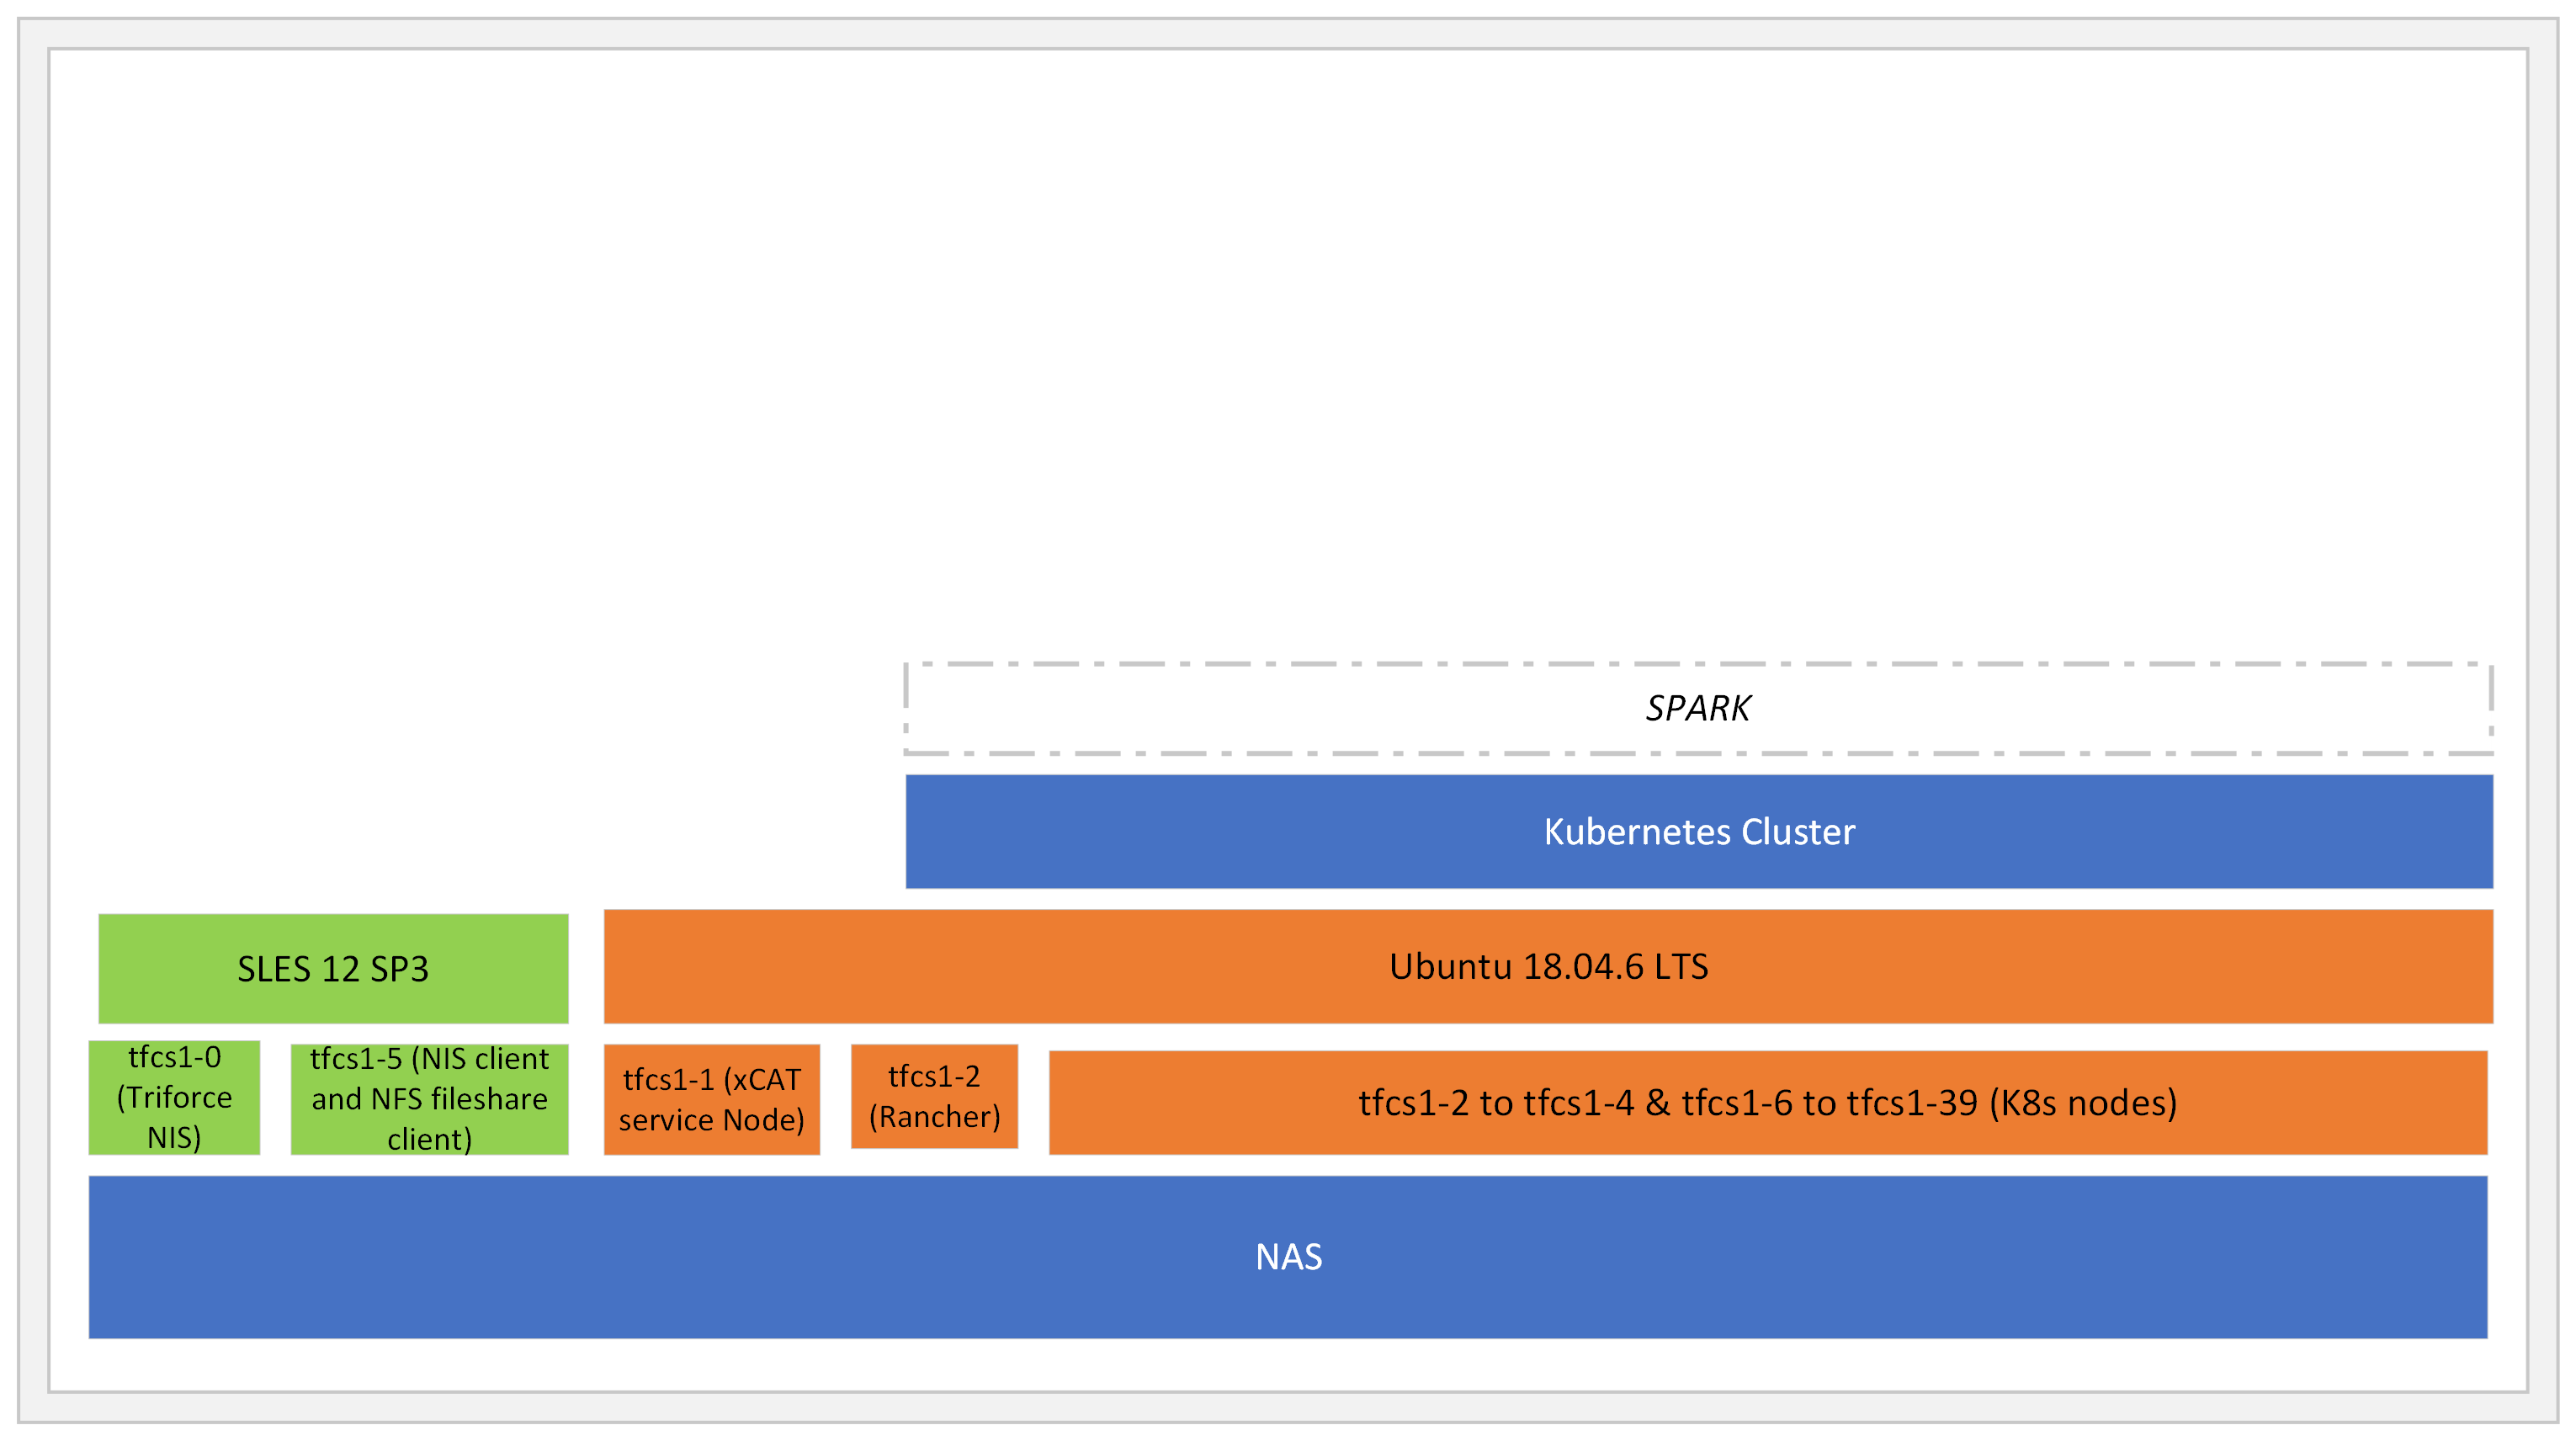 SPARK
Kubernetes Cluster
SLES 12 SP3
Ubuntu 18.04.6 LTS
tfcs1-0
(Triforce
NIS)
tfcs1-5 (NIS client
and NFS fileshare
client)
tfcs1-1 (xCAT
service Node)
tfcs1-2
(Rancher)
tfcs1-2 to tfcs1-4 & tfcs1-6 to tfcs1-39 (K8s nodes)
NAS